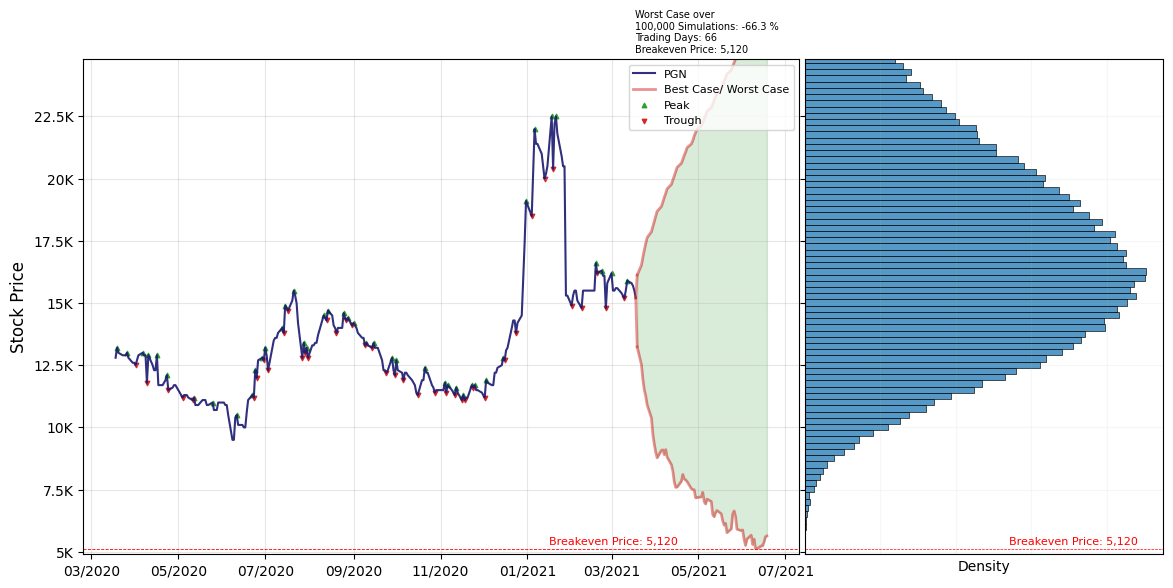 Worst Case over
100,000 Simulations: -66.3 %
Trading Days: 66
Breakeven Price: 5,120
PGN
Best Case/ Worst Case
Peak
Trough
Stock Price
22.5K
20K
17.5K
15K
12.5K
10K
7.5K
5K
Breakeven Price: 5,120
Breakeven Price: 5,120
03/2020
05/2020
07/2020
09/2020
11/2020
01/2021
03/2021
05/2021
07/2021
Density